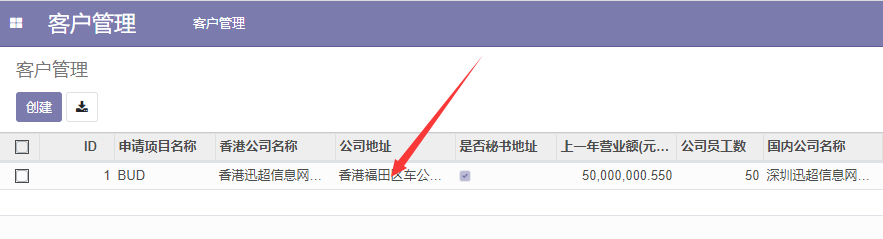 客户管理 客户管理
客户管理
创建
ID 申请项目名称 香港公司名称 公司地址 是否秘书地址 上一年营业额(元... 公司员工数 国内公司名称
1 BUD 香港迅超信息网... 香港福田区车公... 50,000,000.550 50 深圳迅超信息网...